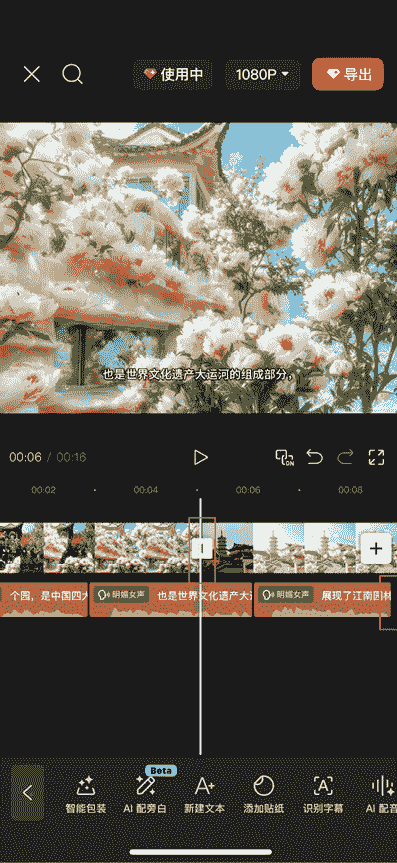 使用中
1080P
导出
也是世界文化遗产大运河的组成部分，
00:06 / 00:16
ON
00:02
00:04
00:06
00:08
个园，是中国四大
明媚女声
也是世界文化遗产大运
明媚女声
展现了江南园林
Beta
智能包装
AI 配旁白
新建文本
添加贴纸
识别字幕
AI 配音